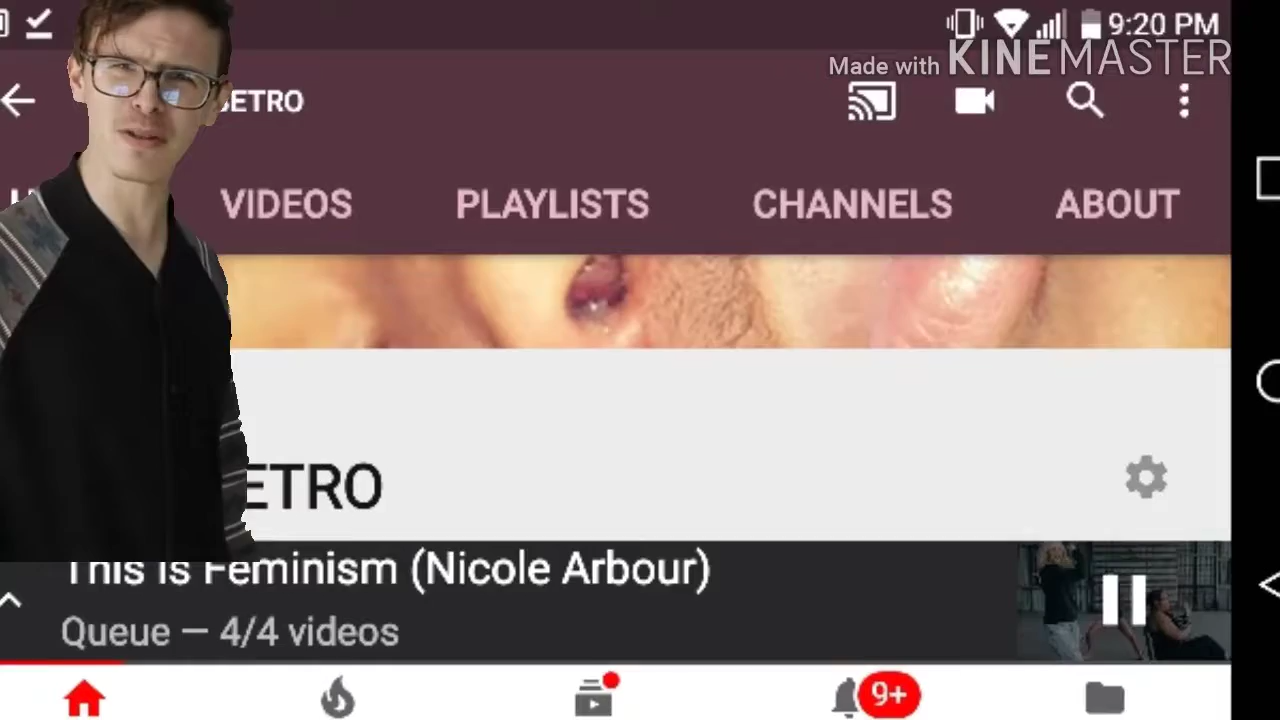 9:20 PM
Made with KINEMASTER
ETRO
VIDEOS
PLAYLISTS
CHANNELS
ABOUT
ETRO
This is Feminism (Nicole Arbour)
Queue — 4/4 videos
9+